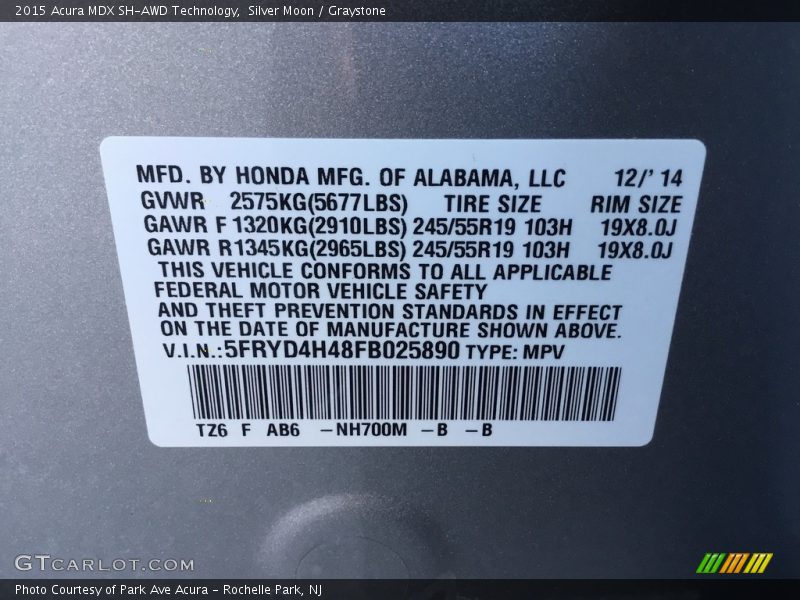 2015 Acura MDX SH-AWD Technology,  Silver Moon / Graystone
MFD. BY HONDA MFG. OF ALABAMA, LLC 12/' 14
GVWR 2575KG(5677LBS) TIRE SIZE RIM SIZE
GAWR F 1320KG(2910LBS) 245/55R19 103H 19X8.0J
GAWR R1345KG(2965LBS) 245/55R19 103H 19X8.0J
THIS VEHICLE CONFORMS TO ALL APPLICABLE
FEDERAL MOTOR VEHICLE SAFETY
AND THEFT PREVENTION STANDARDS IN EFFECT
ON THE DATE OF MANUFACTURE SHOWN ABOVE.
V.I.N.:5FRYD4H48FB025890 TYPE: MPV
TZ6 F AB6 -NH700M -B -B
GTCARLOT.COM
Photo Courtesy of Park Ave Acura - Rochelle Park, NJ